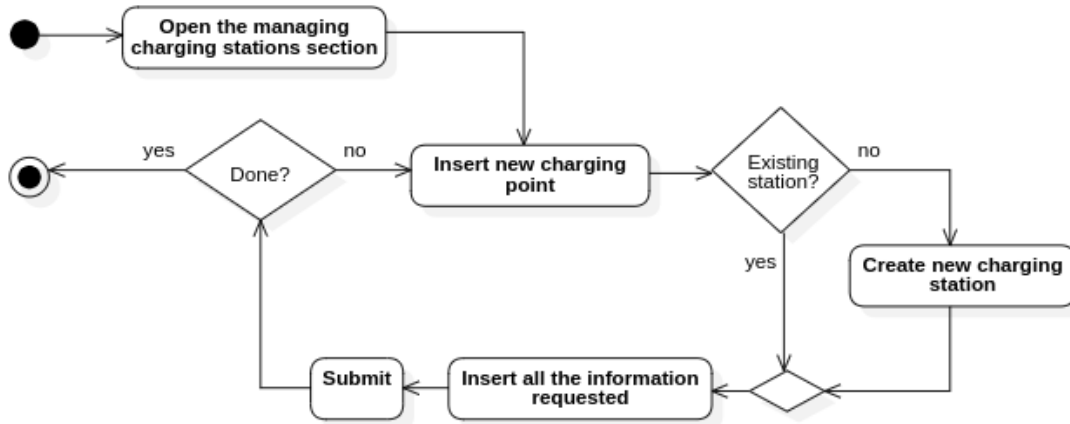 Open the managing
charging stations section
yes
Done?
no
Insert new charging
point
Existing
station?
no
yes
Create new charging
station
Submit
Insert all the information
requested